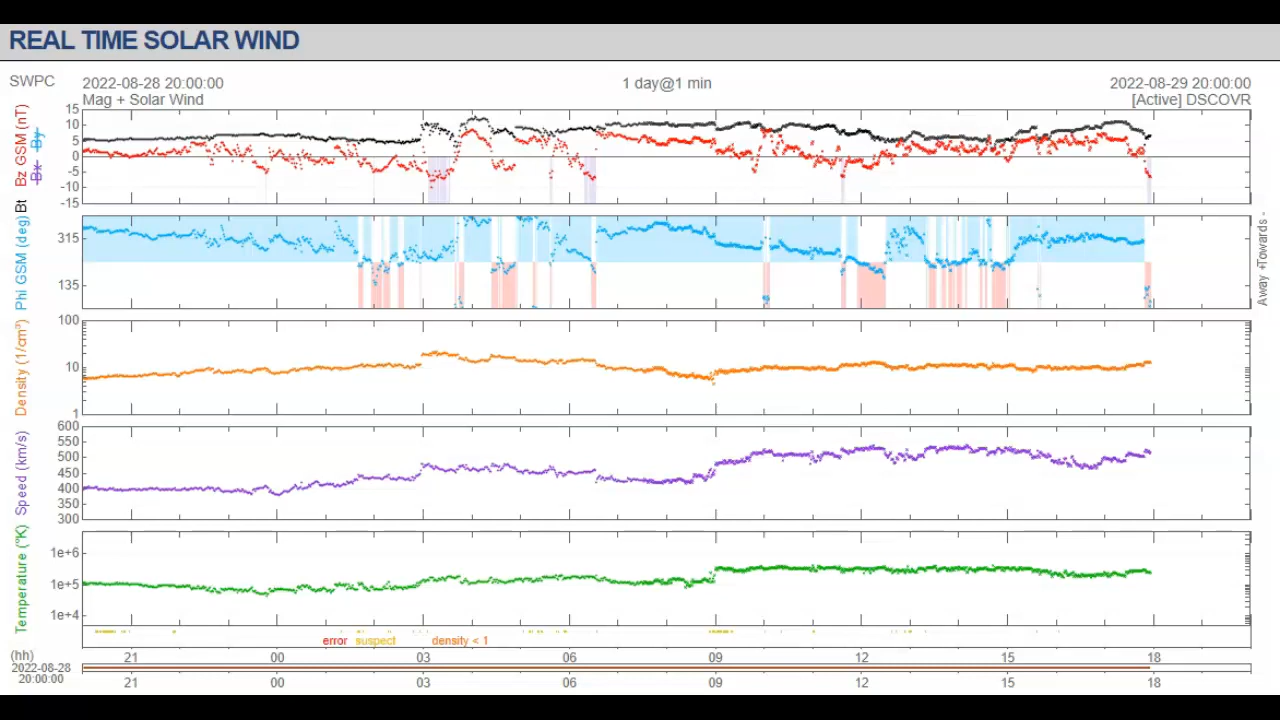 REAL TIME SOLAR WIND
SWPC
2022-08-28 20:00:00
1 day@1 min
2022-08-29 20:00:00
Mag + Solar Wind
[Active] DSCOVR
Bt Bz GSM (nT)
Bx By
15
10
5
0
-5
-10
-15
Phi GSM (deg)
315
135
Away + Towards -
Density (1/cm³)
100
10
1
Speed (km/s)
600
550
500
450
400
350
300
Temperature (°K)
1e+6
1e+5
1e+4
error suspect density < 1
(hh)
21 00 03 06 09 12 15 18
2022-08-28
20:00:00
21 00 03 06 09 12 15 18